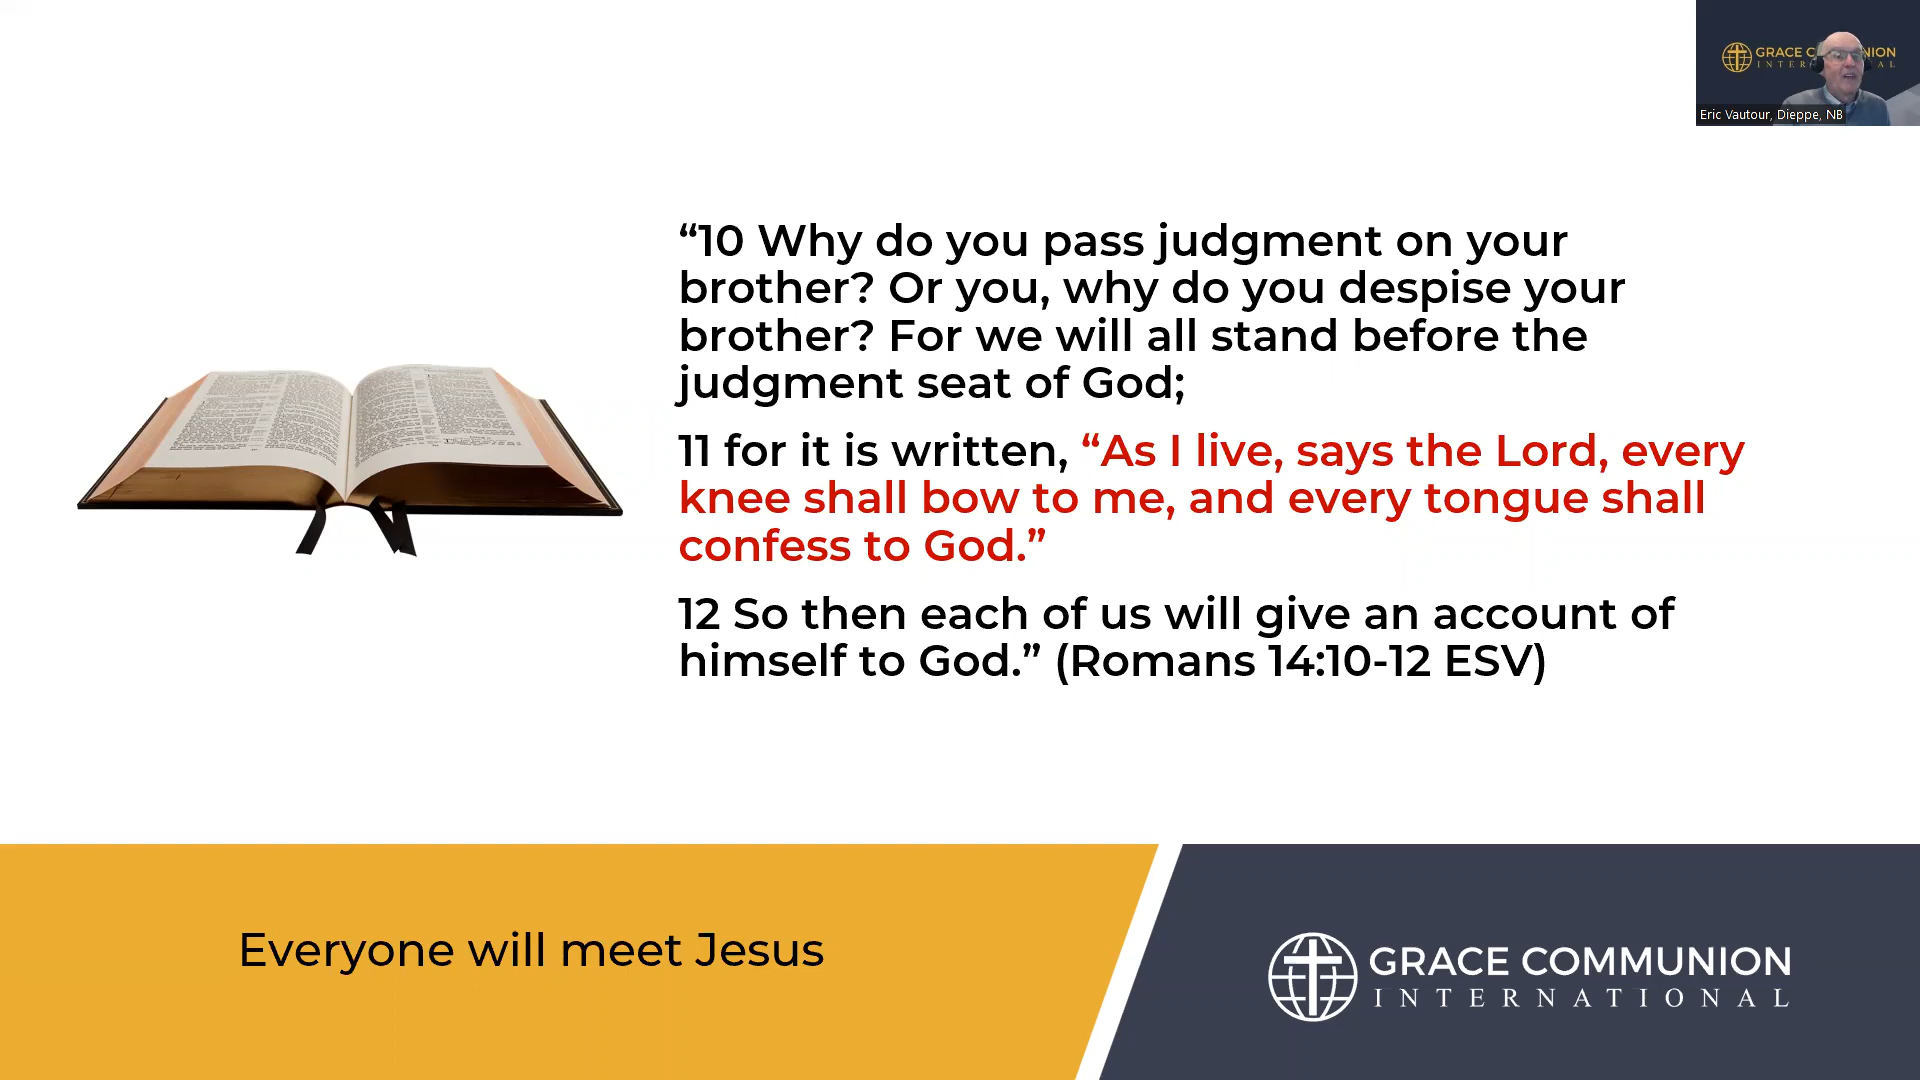 GRACE C NION
INTER AL
Eric Vautour, Dieppe, NB
“10 Why do you pass judgment on your
brother? Or you, why do you despise your
brother? For we will all stand before the
judgment seat of God;
11 for it is written, “As I live, says the Lord, every
knee shall bow to me, and every tongue shall
confess to God.”
12 So then each of us will give an account of
himself to God.” (Romans 14:10-12 ESV)
Everyone will meet Jesus
GRACE COMMUNION
INTERNATIONAL